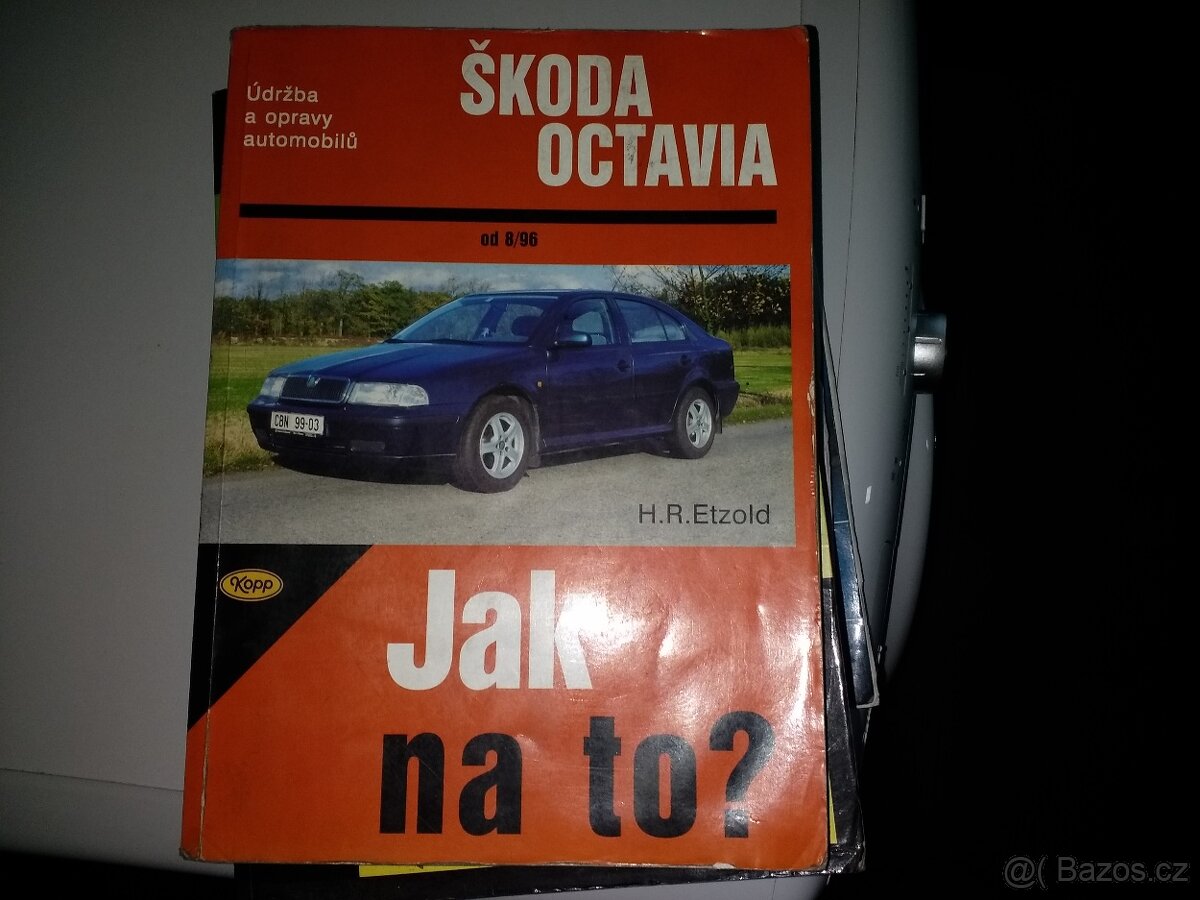 Údržba
a opravy
automobilů
ŠKODA
OCTAVIA
od 8/96
CBN 99-03
H.R.Etzold
Kopp
Jak
na to?
@( Bazos.cz